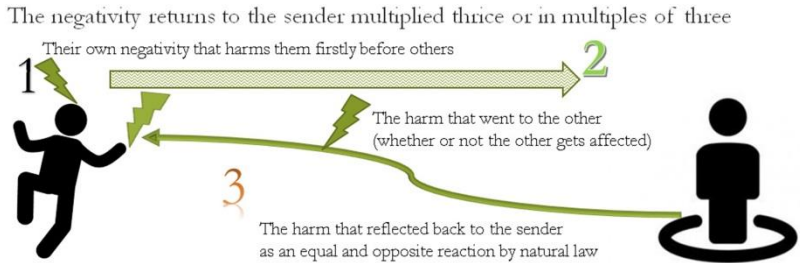 The negativity returns to the sender multiplied thrice or in multiples of three
Their own negativity that harms them firstly before others
1
2
The harm that went to the other
(whether or not the other gets affected)
3
The harm that reflected back to the sender
as an equal and opposite reaction by natural law